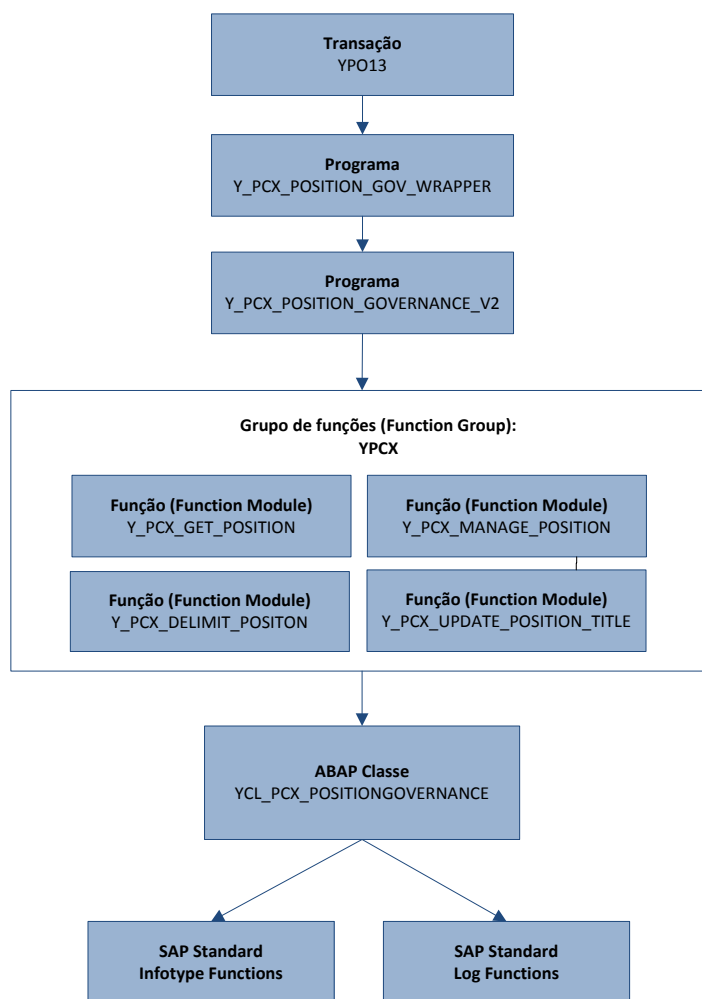 Transação
YPO13
Programa
Y_PCX_POSITION_GOV_WRAPPER
Programa
Y_PCX_POSITION_GOVERNANCE_V2
Grupo de funções (Function Group):
YPCX
Função (Function Module)
Y_PCX_GET_POSITION
Função (Function Module)
Y_PCX_MANAGE_POSITION
Função (Function Module)
Y_PCX_DELIMIT_POSITON
Função (Function Module)
Y_PCX_UPDATE_POSITION_TITLE
ABAP Classe
YCL_PCX_POSITIONGOVERNANCE
SAP Standard
Infotype Functions
SAP Standard
Log Functions